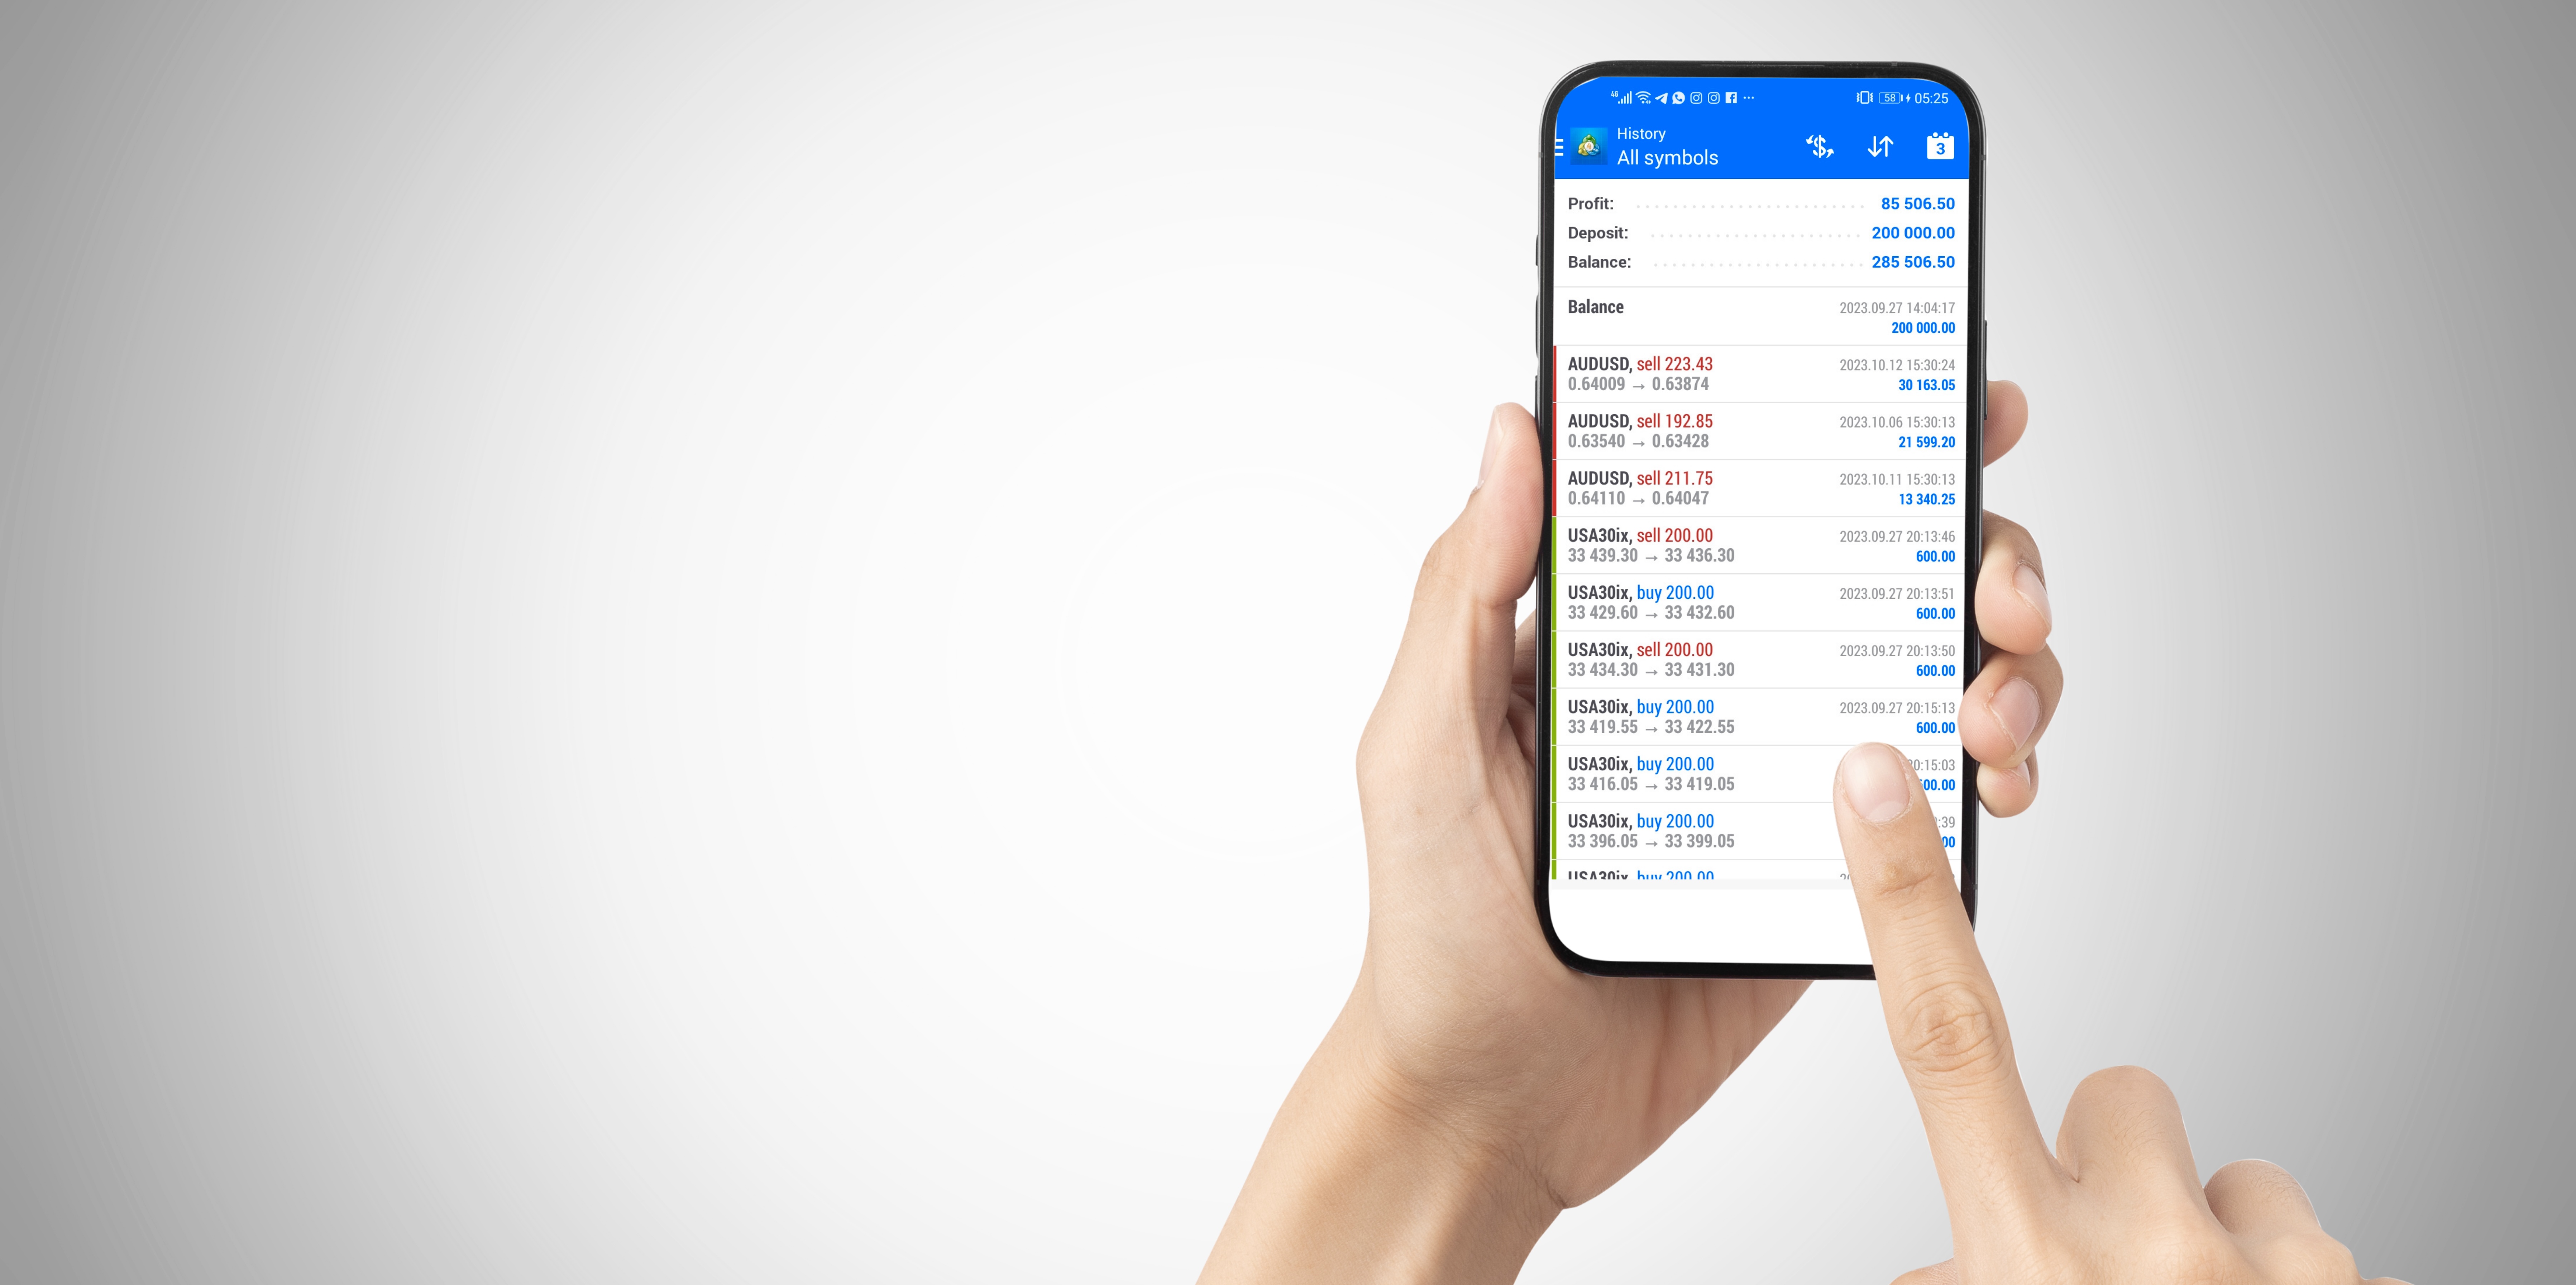 4G 58 05:25
History
All symbols
3
Profit: 85 506.50
Deposit: 200 000.00
Balance: 285 506.50
Balance 2023.09.27 14:04:17
200 000.00
AUDUSD, sell 223.43 2023.10.12 15:30:24
0.64009 → 0.63874 30 163.05
AUDUSD, sell 192.85 2023.10.06 15:30:13
0.63540 → 0.63428 21 599.20
AUDUSD, sell 211.75 2023.10.11 15:30:13
0.64110 → 0.64047 13 340.25
USA30ix, sell 200.00 2023.09.27 20:13:46
33 439.30 → 33 436.30 600.00
USA30ix, buy 200.00 2023.09.27 20:13:51
33 429.60 → 33 432.60 600.00
USA30ix, sell 200.00 2023.09.27 20:13:50
33 434.30 → 33 431.30 600.00
USA30ix, buy 200.00 2023.09.27 20:15:13
33 419.55 → 33 422.55 600.00
USA30ix, buy 200.00 :15:03
33 416.05 → 33 419.05 00.00
USA30ix, buy 200.00 :39
33 396.05 → 33 399.05 00
USA30ix, buy 200.00